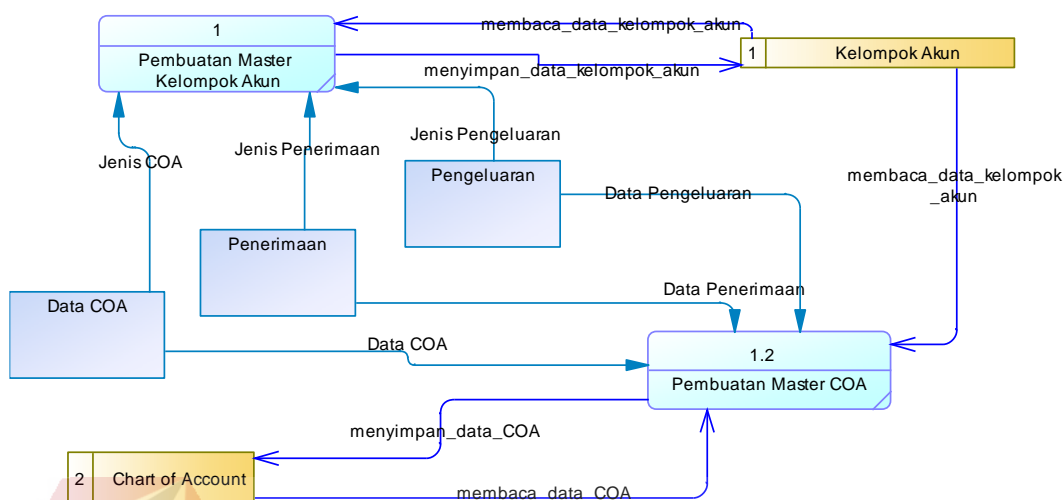 membaca_data_kelompok_akun
1
Pembuatan Master
Kelompok Akun
1
Kelompok Akun
menyimpan_data_kelompok_akun
Jenis COA
Jenis Penerimaan
Jenis Pengeluaran
Pengeluaran
Data Pengeluaran
membaca_data_kelompok
_akun
Penerimaan
Data COA
Data Penerimaan
Data COA
1.2
Pembuatan Master COA
menyimpan_data_COA
2
Chart of Account
membaca_data_COA